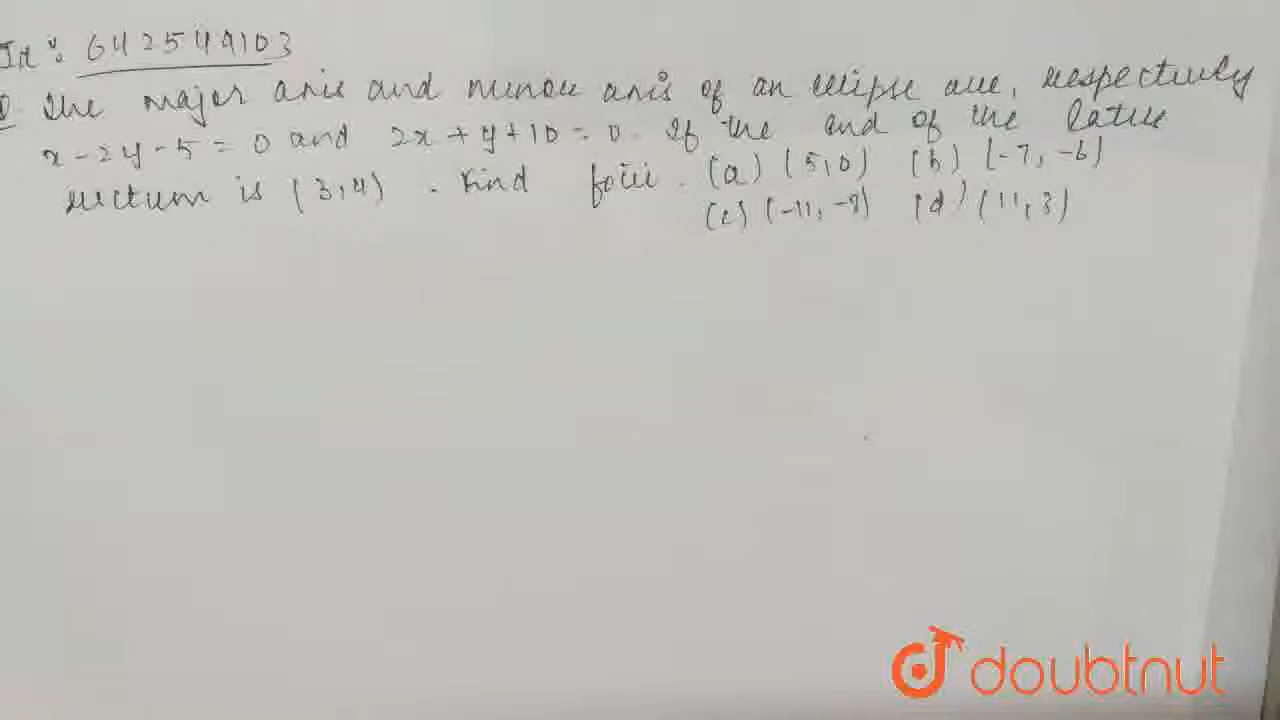 Id: 642549103
Q. The major axis and minor axis of an ellipse are, respectively
x-2y-5=0 and 2x+y+10=0. If the end of the latus
rectum is (3,4). Find focii. (a) (5,0) (b) (-7,-6)
(c) (-11,-8) (d) (11,3)
doubtnut